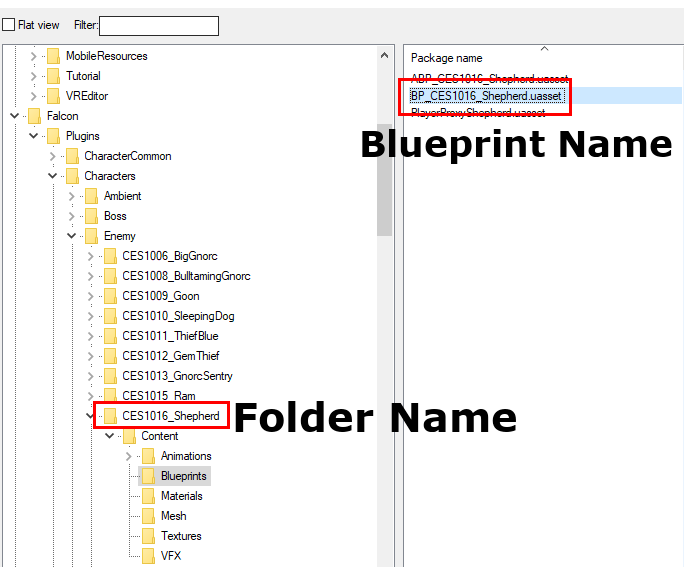 Flat view Filter:
MobileResources
Tutorial
VREditor
Falcon
Plugins
CharacterCommon
Characters
Ambient
Boss
Enemy
CES1006_BigGnorc
CES1008_BulltamingGnorc
CES1009_Goon
CES1010_SleepingDog
CES1011_ThiefBlue
CES1012_GemThief
CES1013_GnorcSentry
CES1015_Ram
CES1016_Shepherd
Content
Animations
Blueprints
Materials
Mesh
Textures
VFX
Folder Name
Package name
ABP_CES1016_Shepherd.uasset
BP_CES1016_Shepherd.uasset
PlayerProxyShepherd.uasset
Blueprint Name